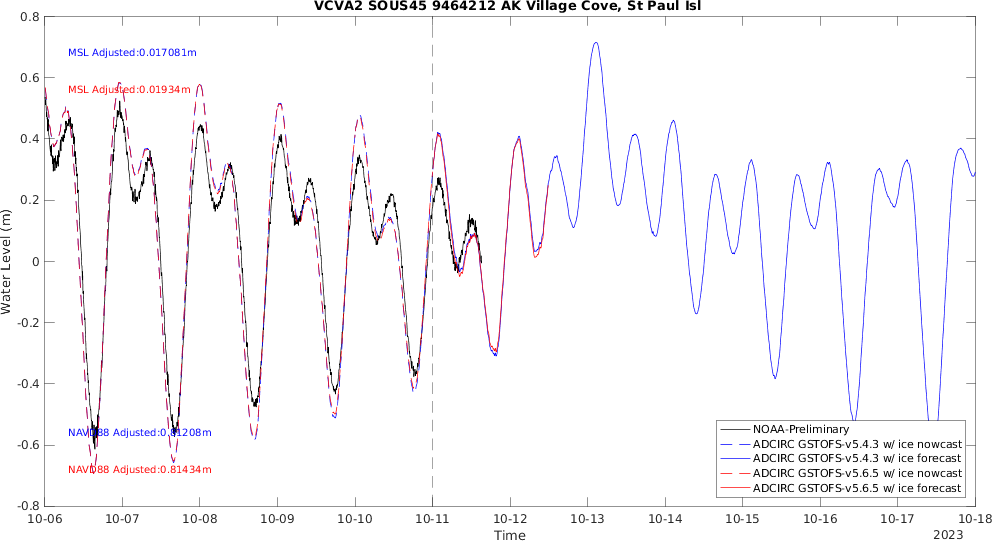 VCVA2 SOUS45 9464212 AK Village Cove, St Paul Isl
0.8
0.6
0.4
0.2
0
-0.2
-0.4
-0.6
-0.8
Water Level (m)
MSL Adjusted:0.017081m
MSL Adjusted:0.01934m
NAVD88 Adjusted:0.81208m
NAVD88 Adjusted:0.81434m
NOAA-Preliminary
ADCIRC GSTOFS-v5.4.3 w/ ice nowcast
ADCIRC GSTOFS-v5.4.3 w/ ice forecast
ADCIRC GSTOFS-v5.6.5 w/ ice nowcast
ADCIRC GSTOFS-v5.6.5 w/ ice forecast
10-06 10-07 10-08 10-09 10-10 10-11 10-12 10-13 10-14 10-15 10-16 10-17 10-18
Time
2023